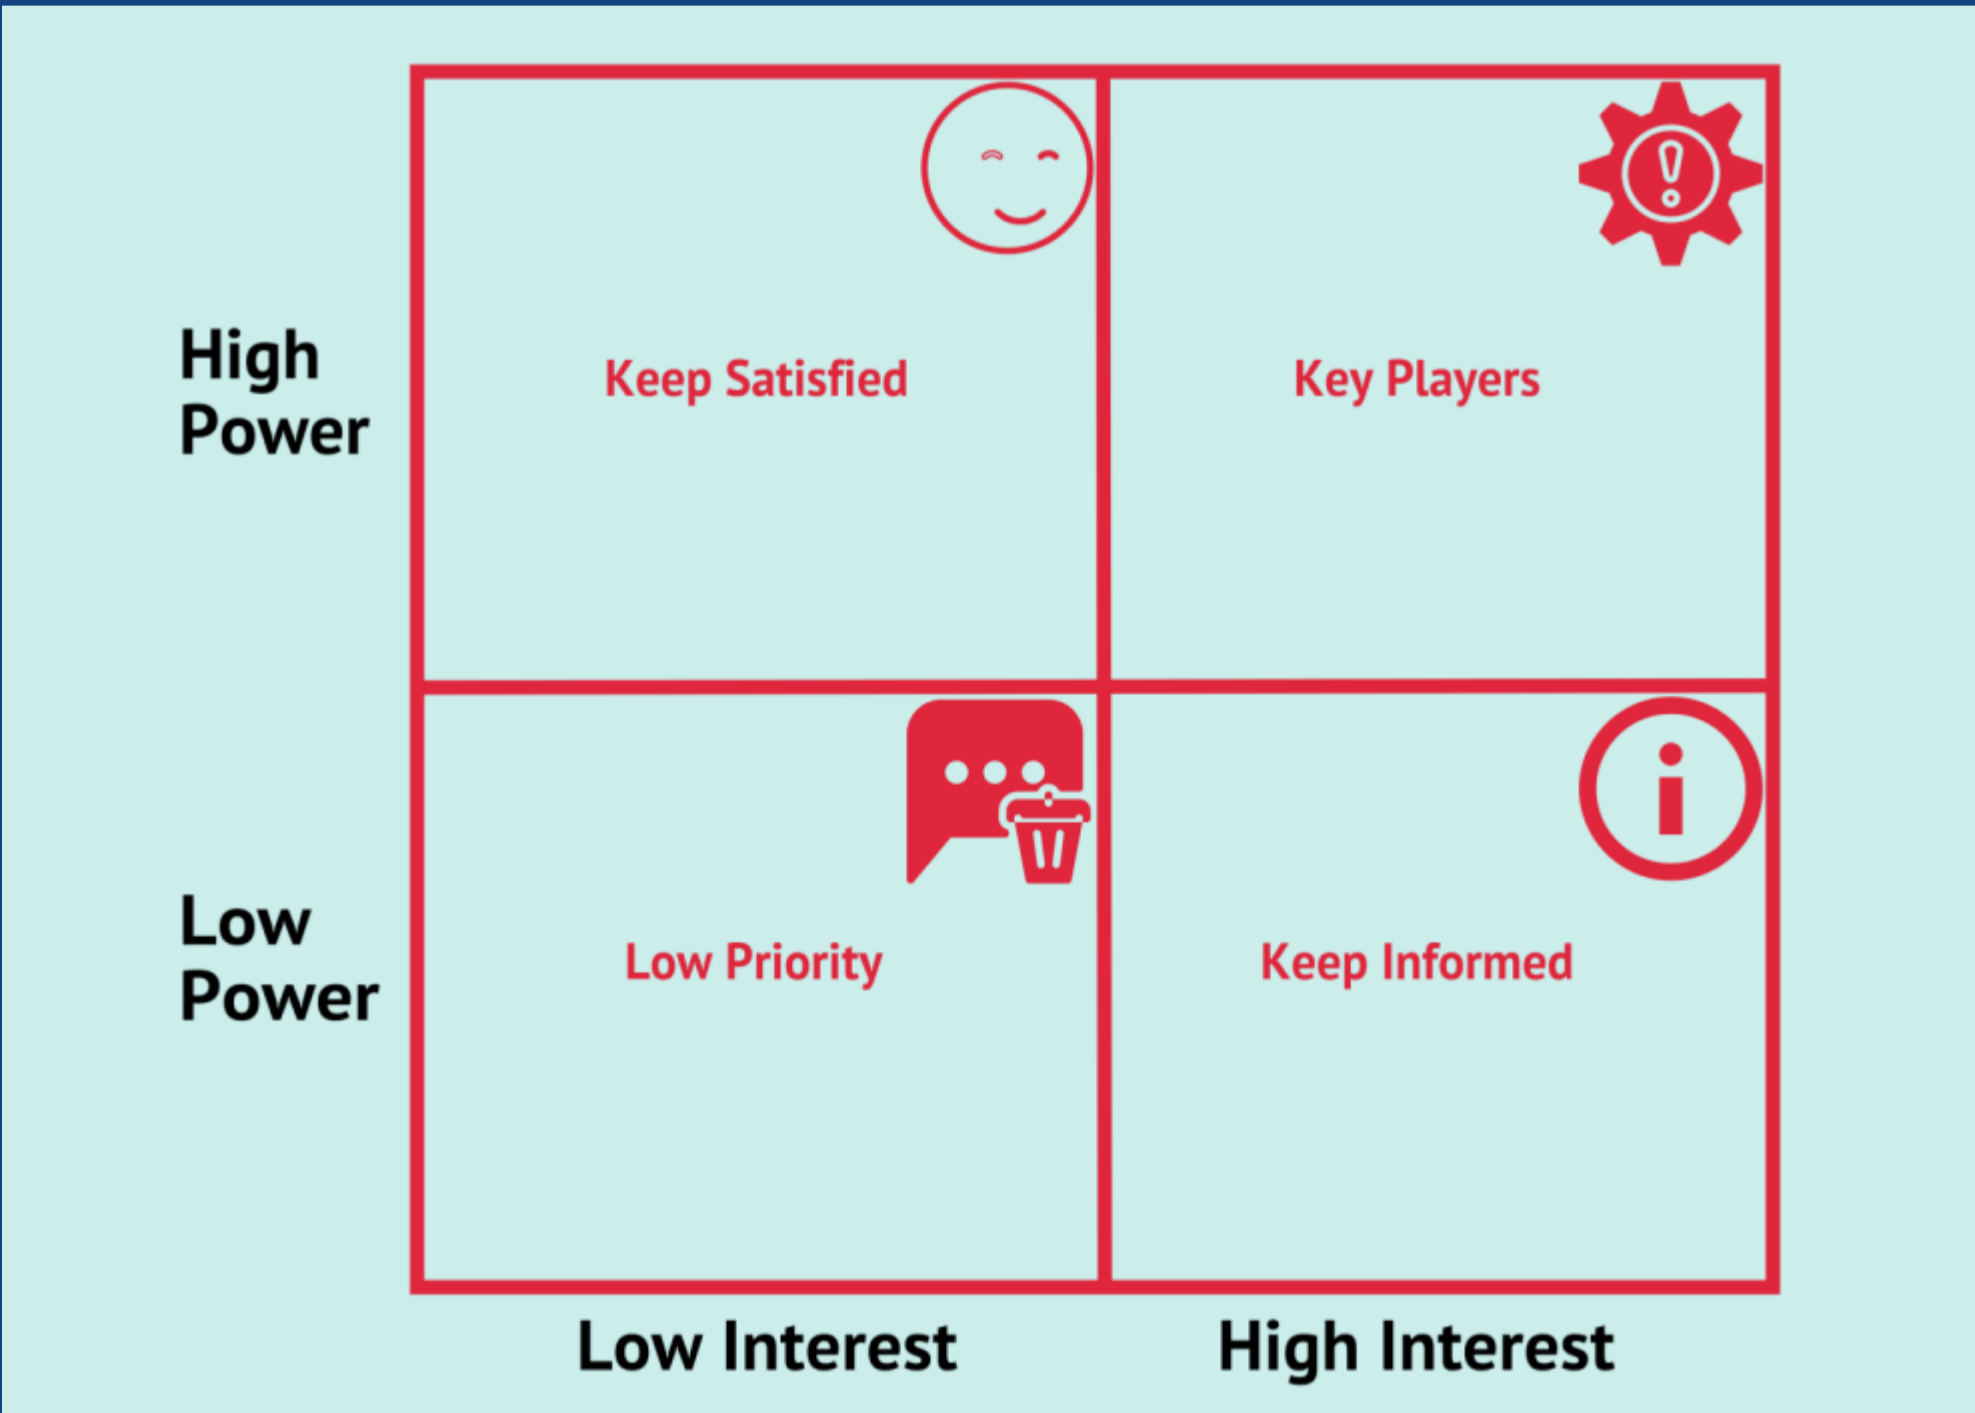 High
Power
Keep Satisfied
Key Players
Low
Power
Low Priority
Keep Informed
Low Interest
High Interest